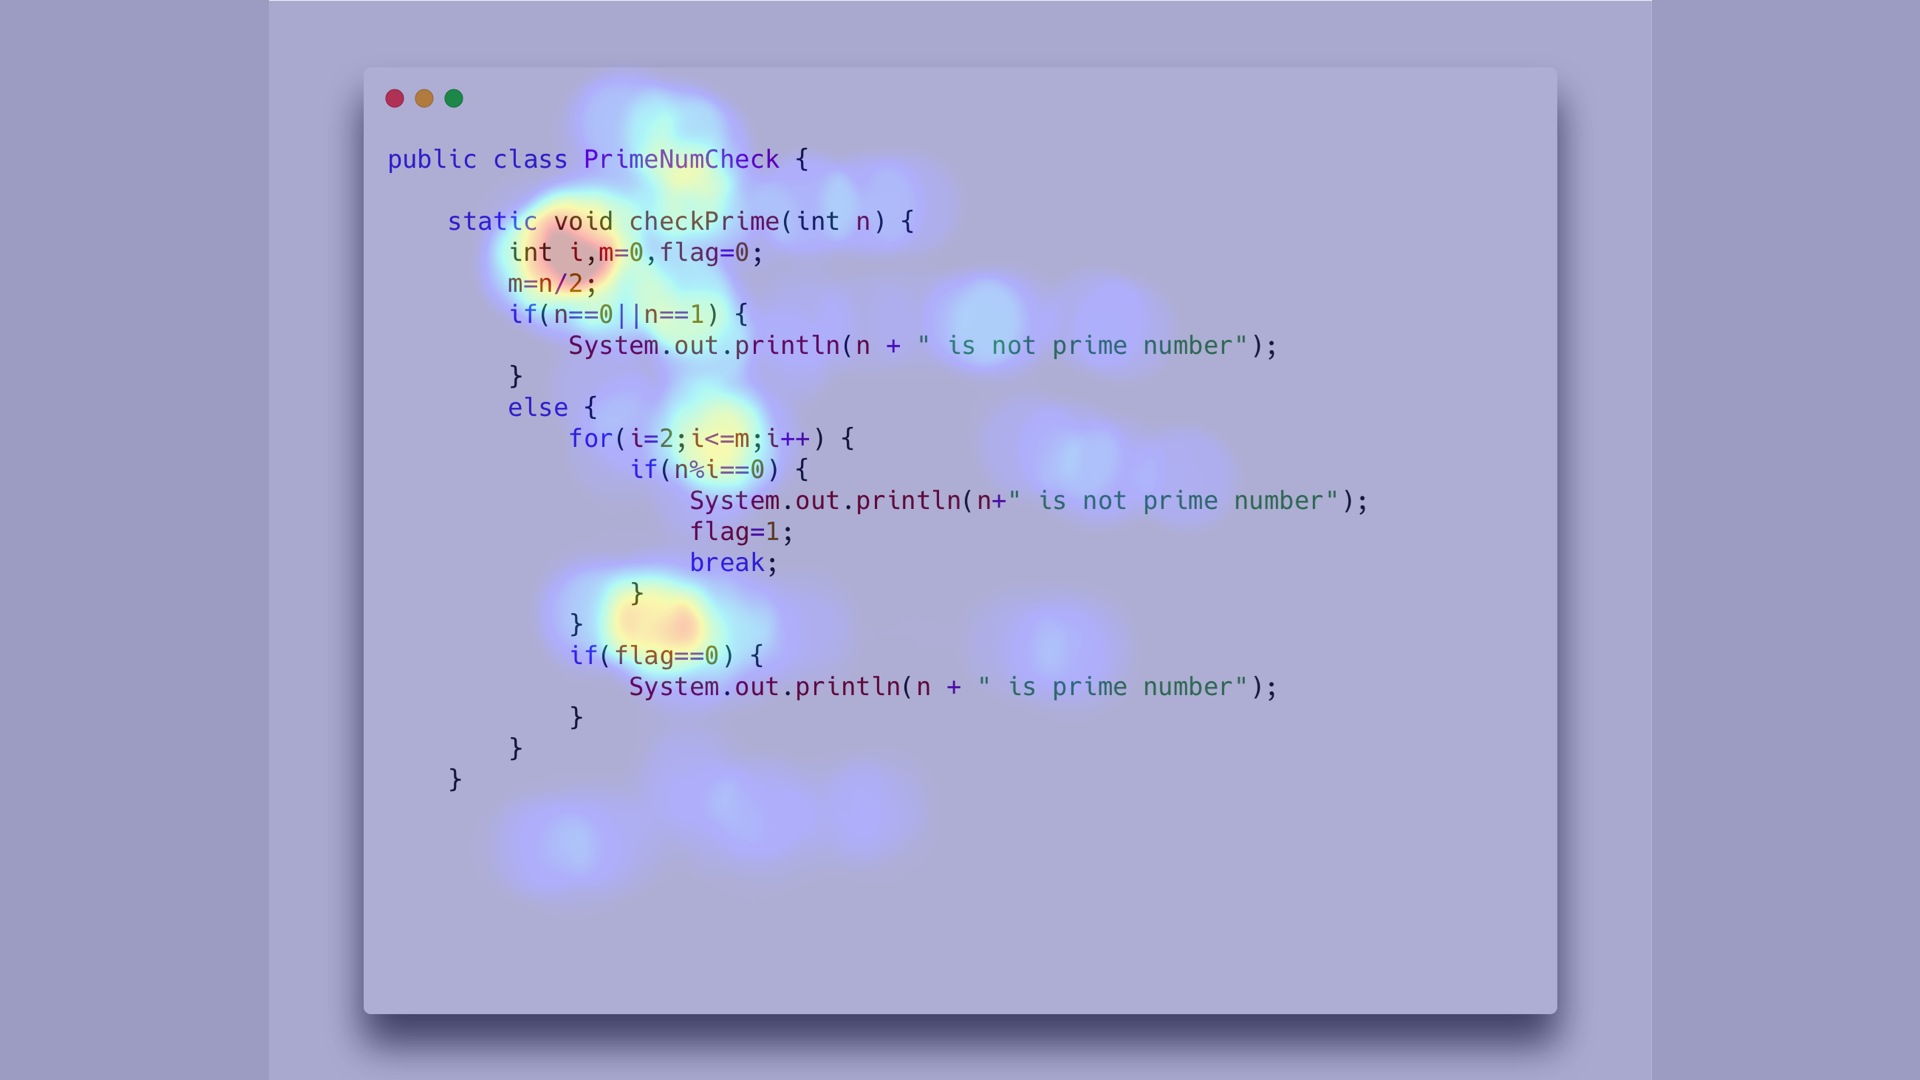 public class PrimeNumCheck {
static void checkPrime(int n) {
int i,m=0,flag=0;
m=n/2;
if(n==0||n==1) {
System.out.println(n + " is not prime number");
}
else {
for(i=2;i<=m;i++) {
if(n%i==0) {
System.out.println(n+" is not prime number");
flag=1;
break;
}
}
if(flag==0) {
System.out.println(n + " is prime number");
}
}
}